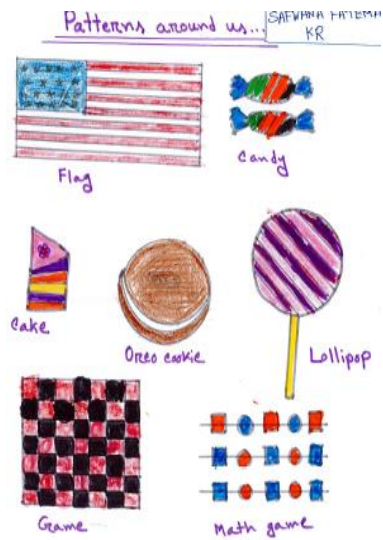 Patterns around us...
SAFWANA FATEMA
KR
Flag
Candy
Cake
Oreo cookie
Lollipop
Game
Math game